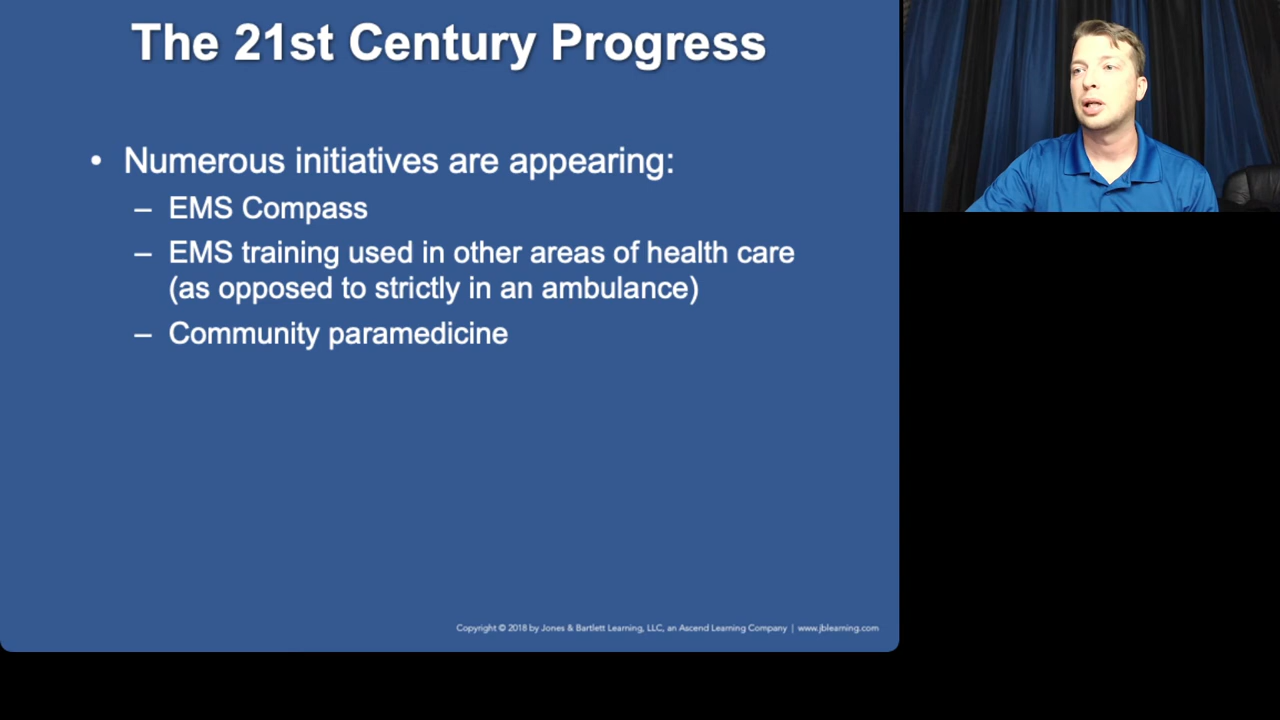 The 21st Century Progress
• Numerous initiatives are appearing:
– EMS Compass
– EMS training used in other areas of health care
(as opposed to strictly in an ambulance)
– Community paramedicine
Copyright © 2018 by Jones & Bartlett Learning, LLC, an Ascend Learning Company | www.jblearning.com